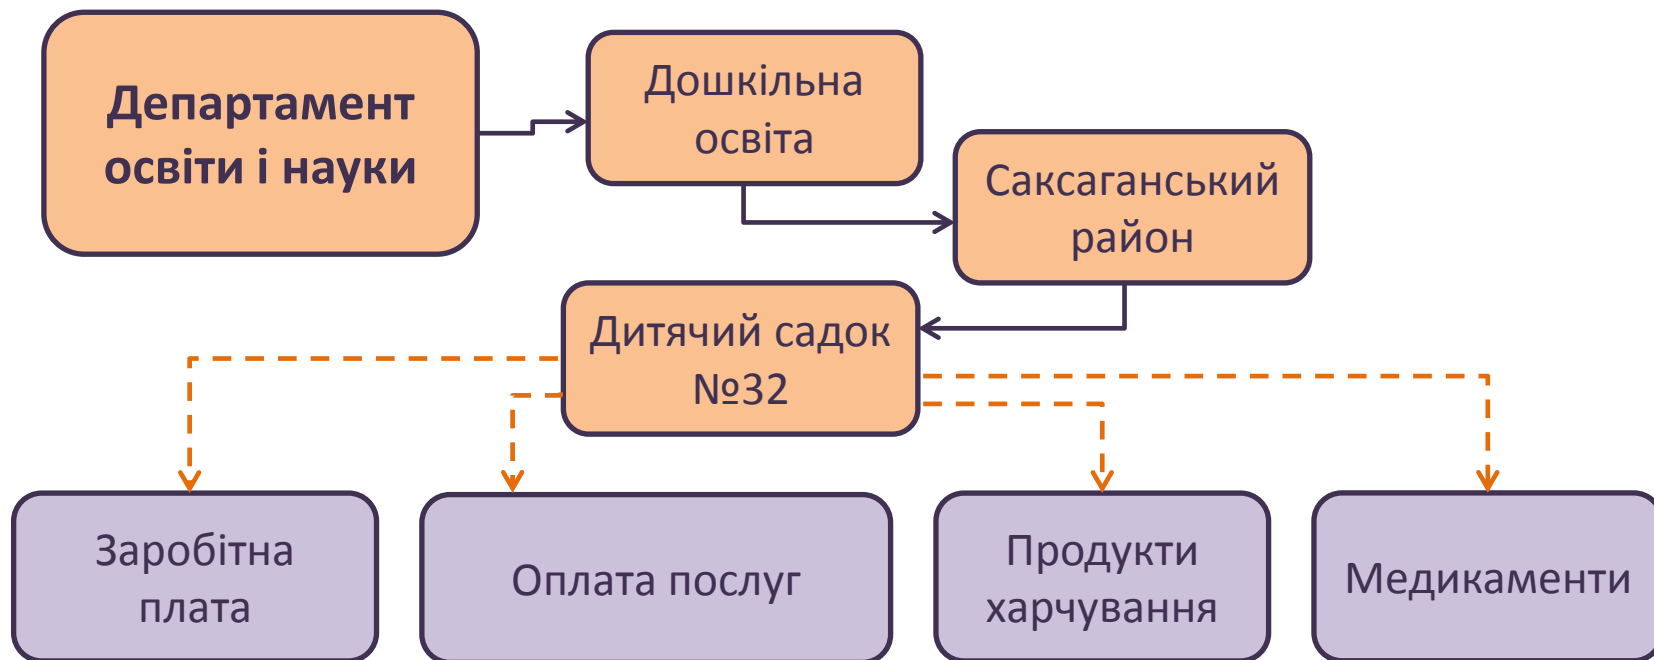 Департамент
освіти і науки
Дошкільна
освіта
Саксаганський
район
Дитячий садок
№32
Заробітна
плата
Оплата послуг
Продукти
харчування
Медикаменти